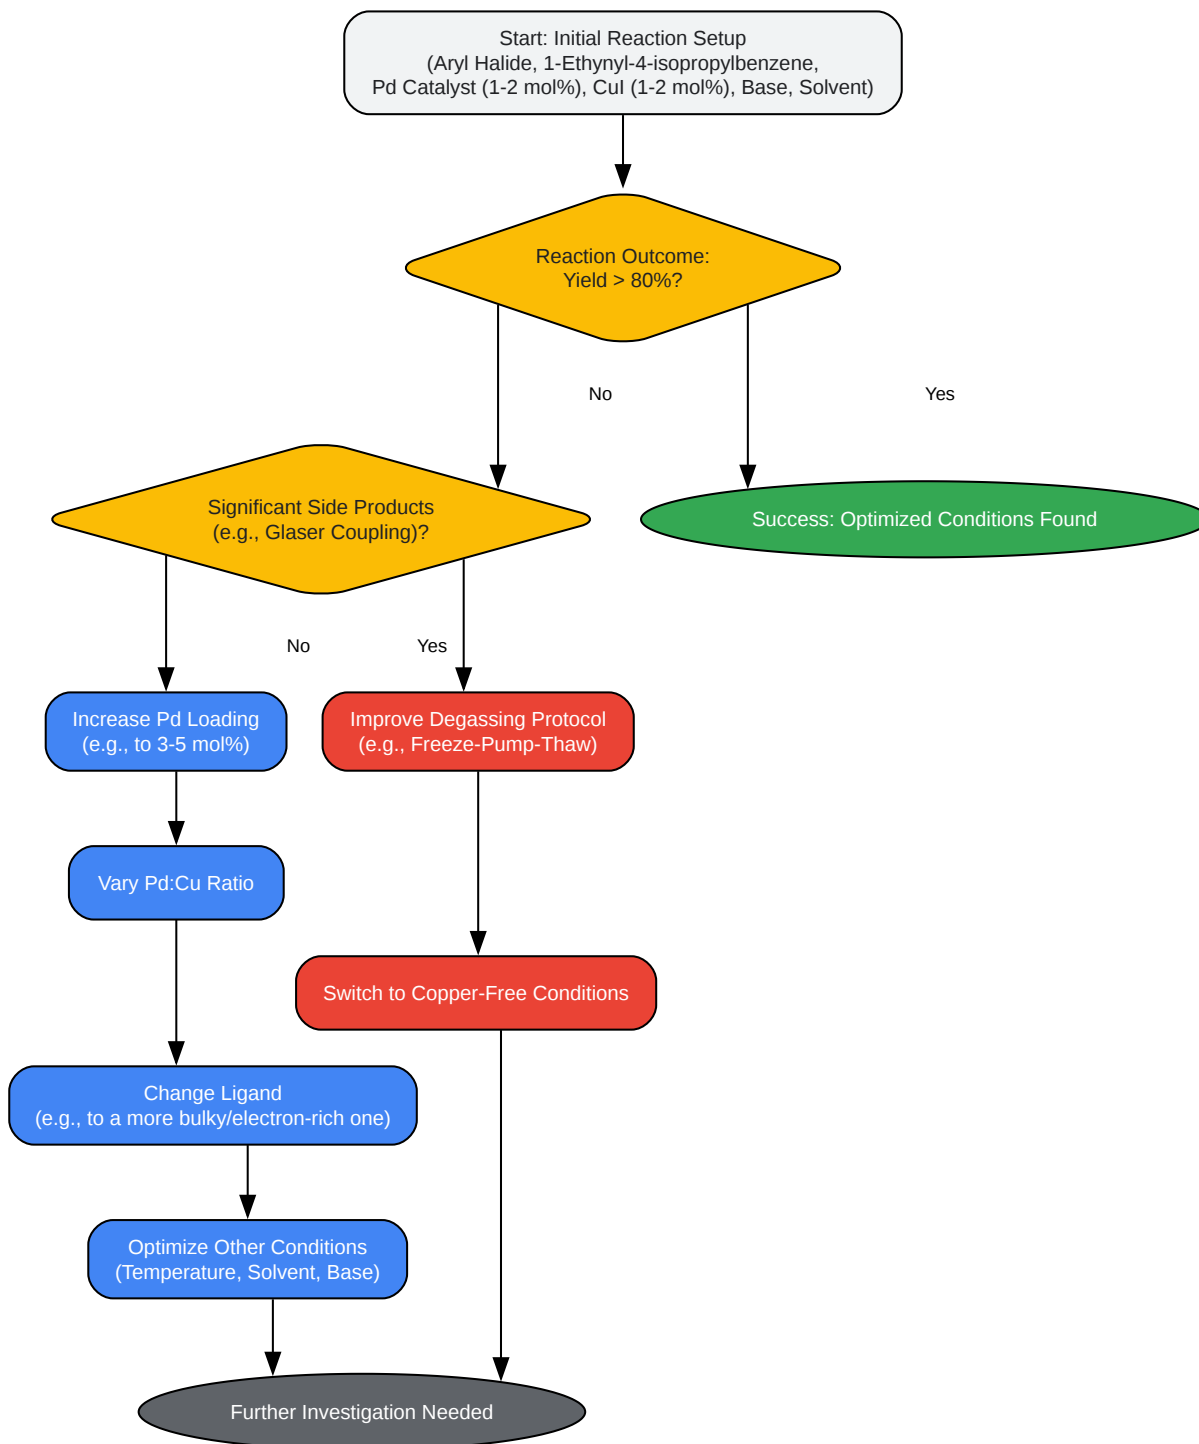 Start: Initial Reaction Setup
(Aryl Halide, 1-Ethynyl-4-isopropylbenzene,
Pd Catalyst (1-2 mol%), CuI (1-2 mol%), Base, Solvent)
Reaction Outcome:
Yield > 80%?
No
Yes
Significant Side Products
(e.g., Glaser Coupling)?
Success: Optimized Conditions Found
No
Yes
Increase Pd Loading
(e.g., to 3-5 mol%)
Improve Degassing Protocol
(e.g., Freeze-Pump-Thaw)
Vary Pd:Cu Ratio
Switch to Copper-Free Conditions
Change Ligand
(e.g., to a more bulky/electron-rich one)
Optimize Other Conditions
(Temperature, Solvent, Base)
Further Investigation Needed